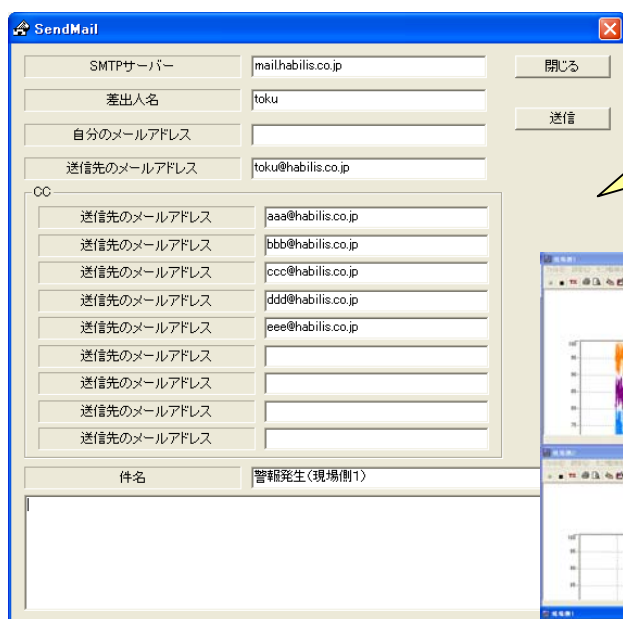 SendMail
SMTPサーバー mail.habilis.co.jp 閉じる
差出人名 toku
送信
自分のメールアドレス
送信先のメールアドレス toku@habilis.co.jp
CC
送信先のメールアドレス aaa@habilis.co.jp
送信先のメールアドレス bbb@habilis.co.jp
送信先のメールアドレス ccc@habilis.co.jp
送信先のメールアドレス ddd@habilis.co.jp
送信先のメールアドレス eee@habilis.co.jp
送信先のメールアドレス
送信先のメールアドレス
送信先のメールアドレス
送信先のメールアドレス
件名 警報発生(現場側1)